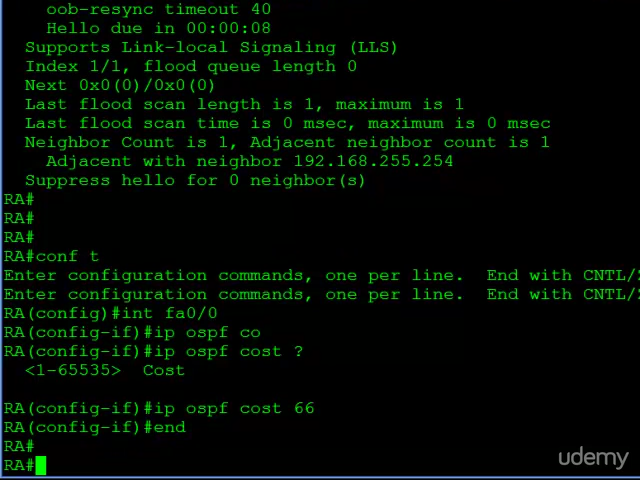 oob-resync timeout 40
Hello due in 00:00:08
Supports Link-local Signaling (LLS)
Index 1/1, flood queue length 0
Next 0x0(0)/0x0(0)
Last flood scan length is 1, maximum is 1
Last flood scan time is 0 msec, maximum is 0 msec
Neighbor Count is 1, Adjacent neighbor count is 1
Adjacent with neighbor 192.168.255.254
Suppress hello for 0 neighbor(s)
RA#
RA#
RA#
RA#conf t
Enter configuration commands, one per line.  End with CNTL/
Enter configuration commands, one per line.  End with CNTL/
RA(config)#int fa0/0
RA(config-if)#ip ospf co
RA(config-if)#ip ospf cost ?
<1-65535>  Cost
RA(config-if)#ip ospf cost 66
RA(config-if)#end
RA#
RA#
udemy